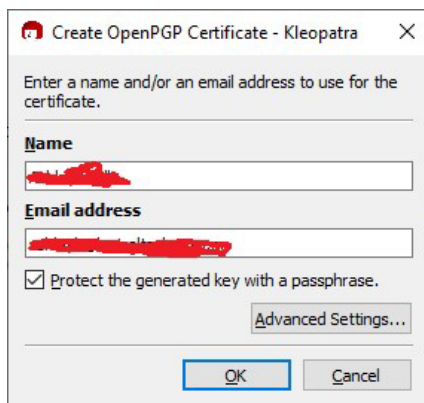 Create OpenPGP Certificate - Kleopatra
Enter a name and/or an email address to use for the
certificate.
Name
Email address
Protect the generated key with a passphrase.
Advanced Settings...
OK
Cancel